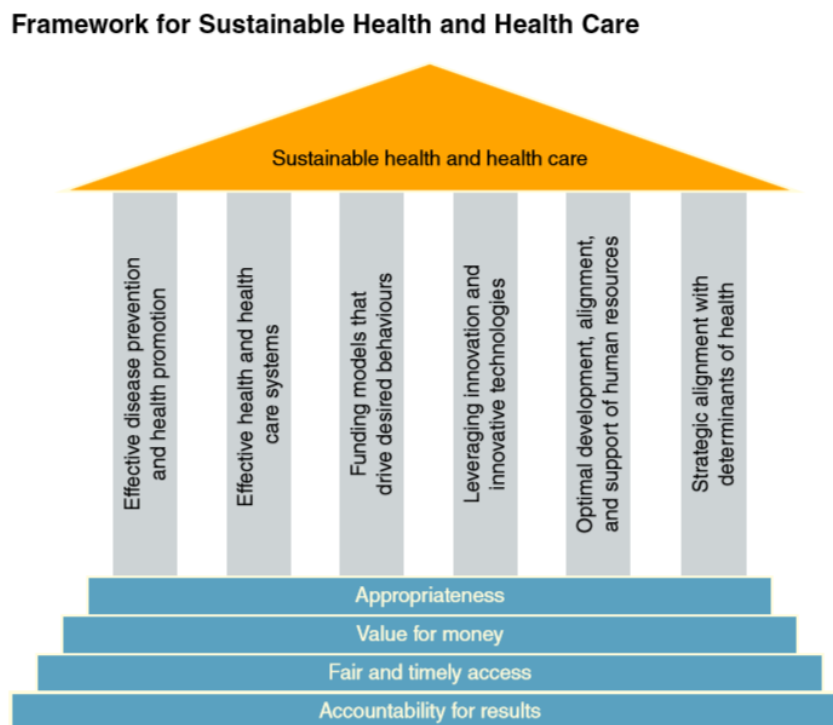 Framework for Sustainable Health and Health Care
Sustainable health and health care
Effective disease prevention
and health promotion
Effective health and health
care systems
Funding models that
drive desired behaviours
Leveraging innovation and
innovative technologies
Optimal development, alignment,
and support of human resources
Strategic alignment with
determinants of health
Appropriateness
Value for money
Fair and timely access
Accountability for results